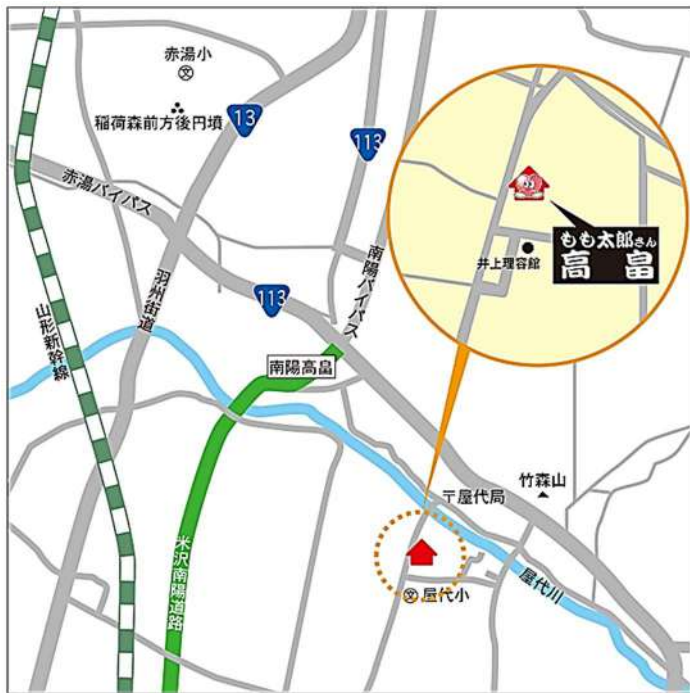 赤湯小
文
稲荷森前方後円墳
13
113
赤湯バイパス
羽州街道
山形新幹線
113
南陽バイパス
南陽高畠
もも太郎さん
高畠
井上理容館
〒屋代局
竹森山
屋代川
文屋代小
米沢南陽道路